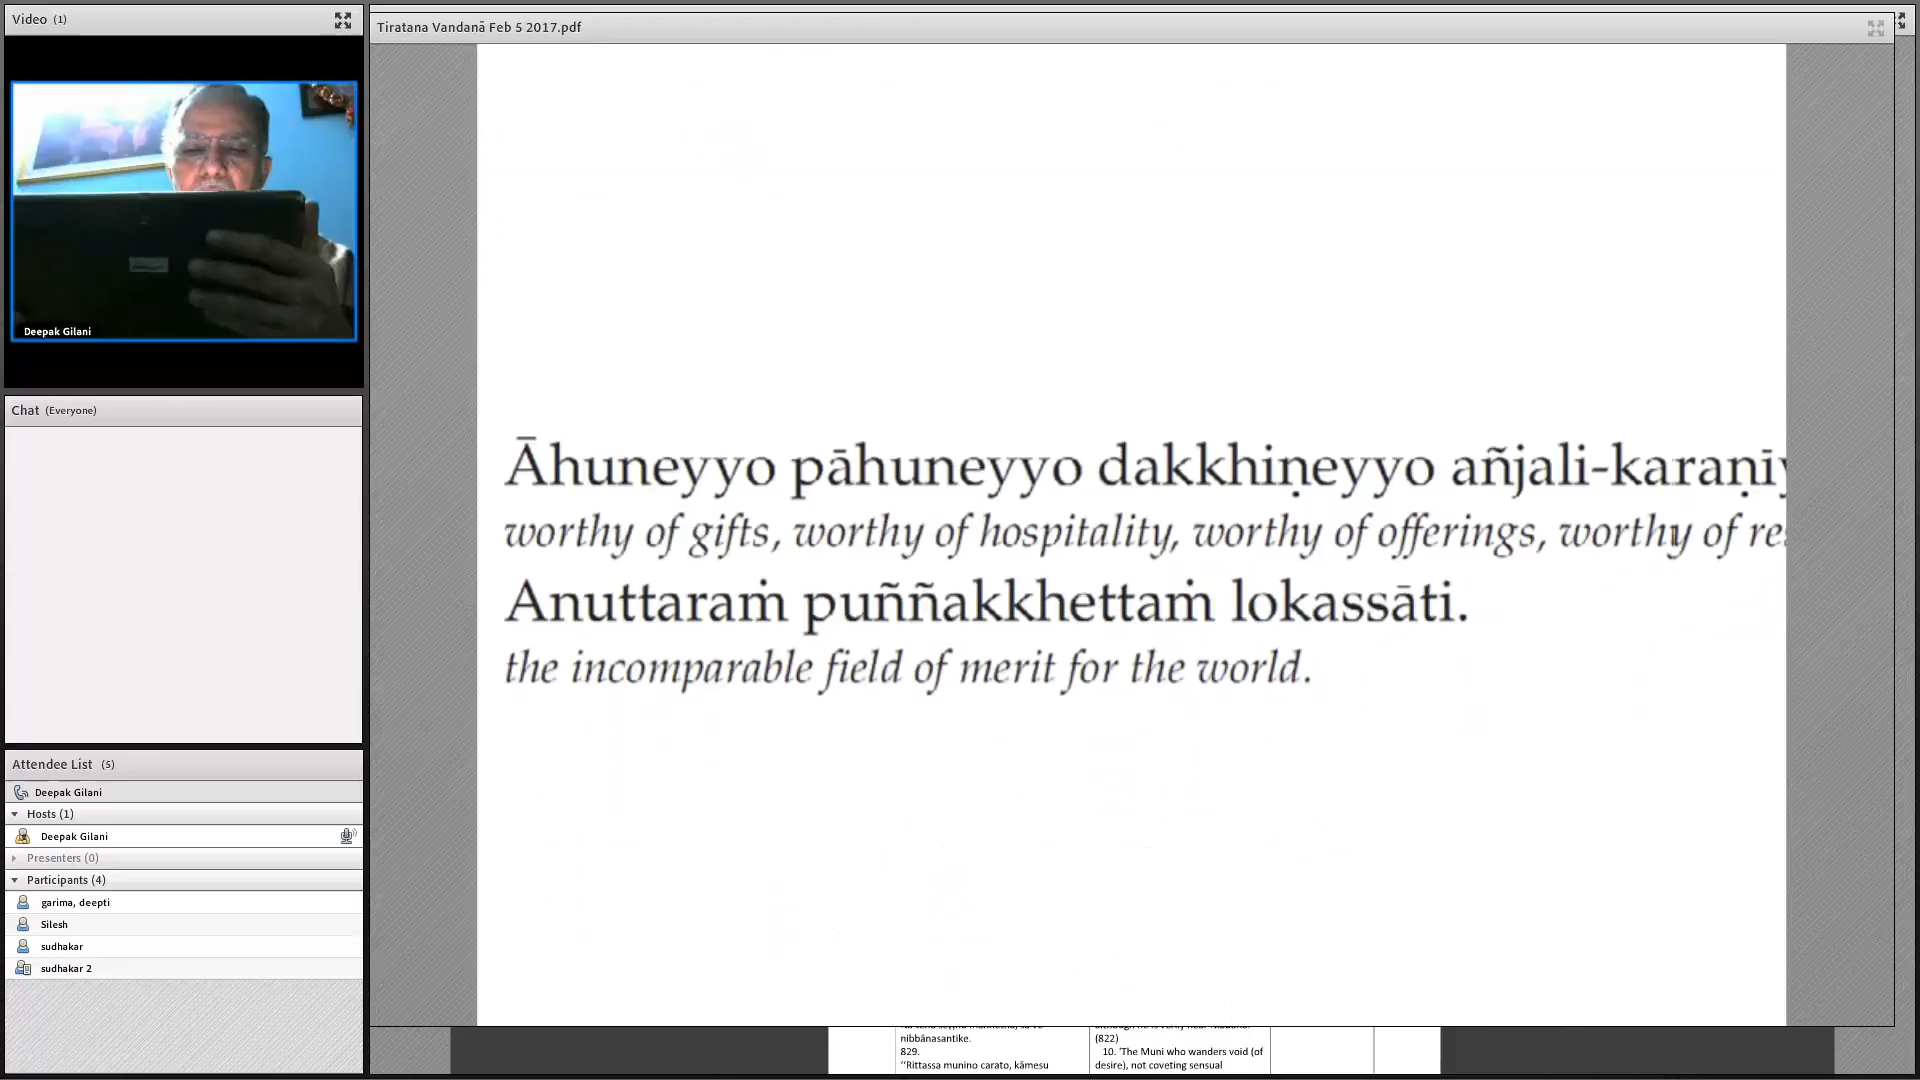 Video (1)
Tiratana Vandanā Feb 5 2017.pdf
Deepak Gilani
Chat (Everyone)
Āhuneyyo pāhuneyyo dakkhiṇeyyo añjali-karaṇīy
worthy of gifts, worthy of hospitality, worthy of offerings, worthy of re
Anuttaraṁ puññakkhettaṁ lokassāti.
the incomparable field of merit for the world.
Attendee List (5)
Deepak Gilani
Hosts (1)
Deepak Gilani
Presenters (0)
Participants (4)
garima, deepti
Silesh
sudhakar
sudhakar 2
nibbānasantike.
829.
‘‘Rittassa munino carato, kāmesu
(822)
10. 'The Muni who wanders void (of
desire), not coveting sensual